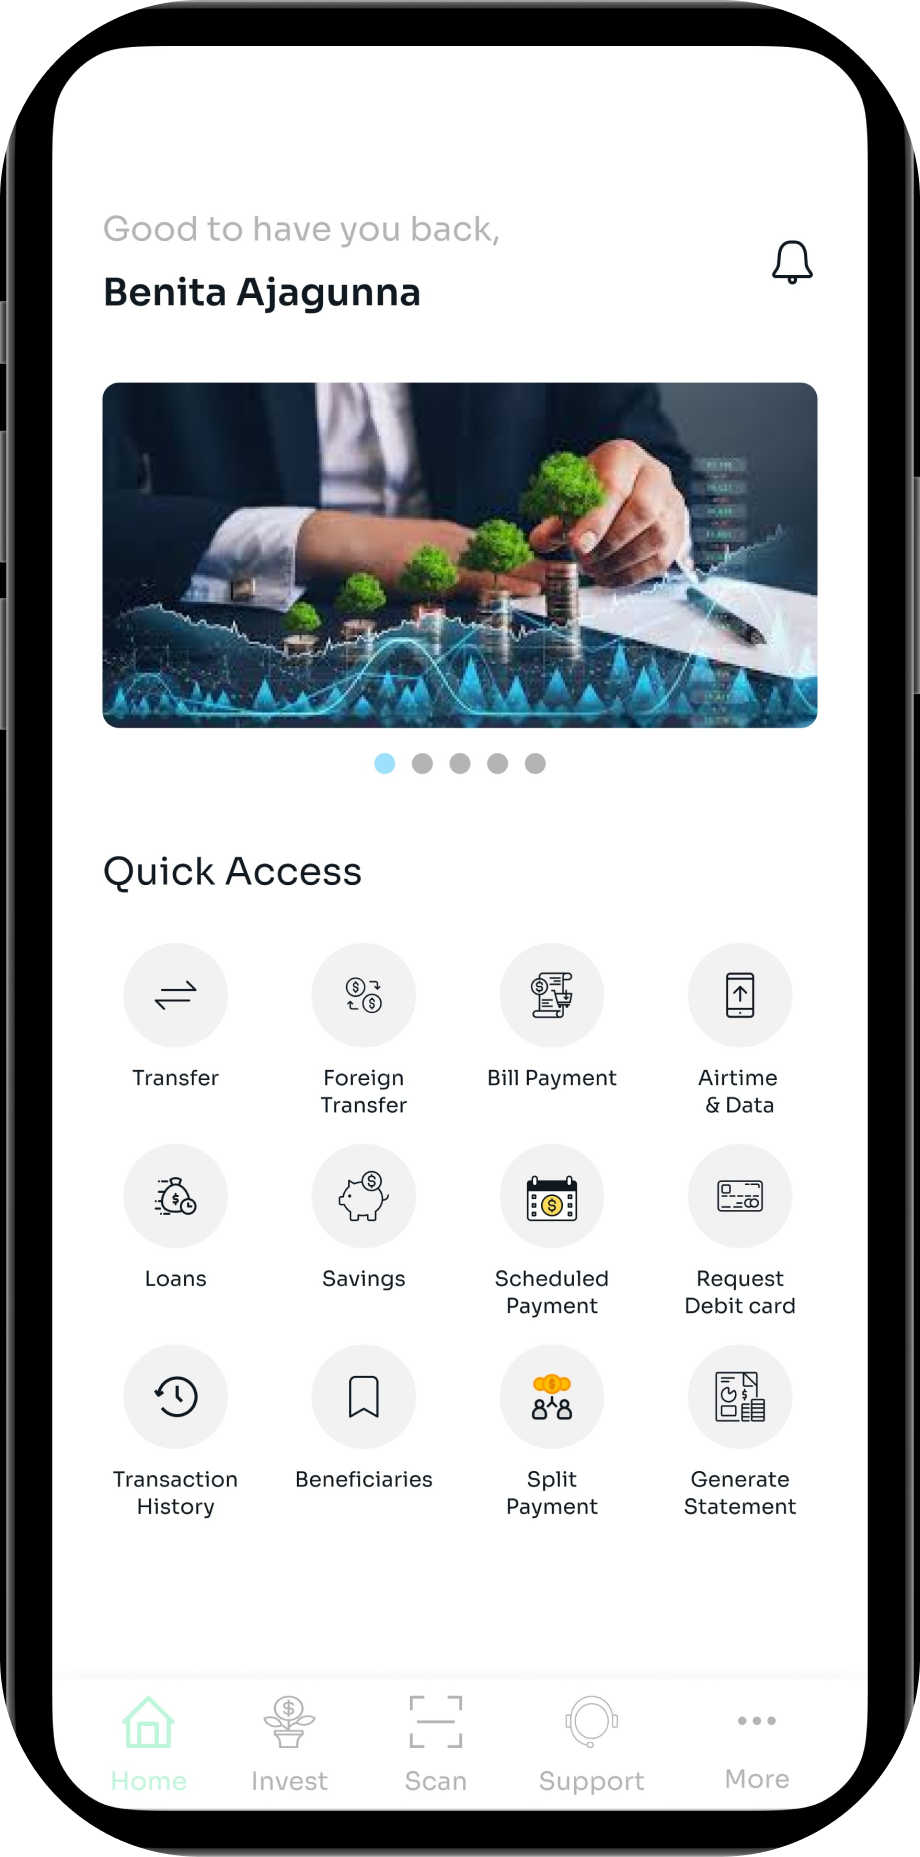 Good to have you back,
Benita Ajagunna
Quick Access
Transfer
Foreign
Transfer
Bill Payment
Airtime
& Data
Loans
Savings
Scheduled
Payment
Request
Debit card
Transaction
History
Beneficiaries
Split
Payment
Generate
Statement
Home
Invest
Scan
Support
More